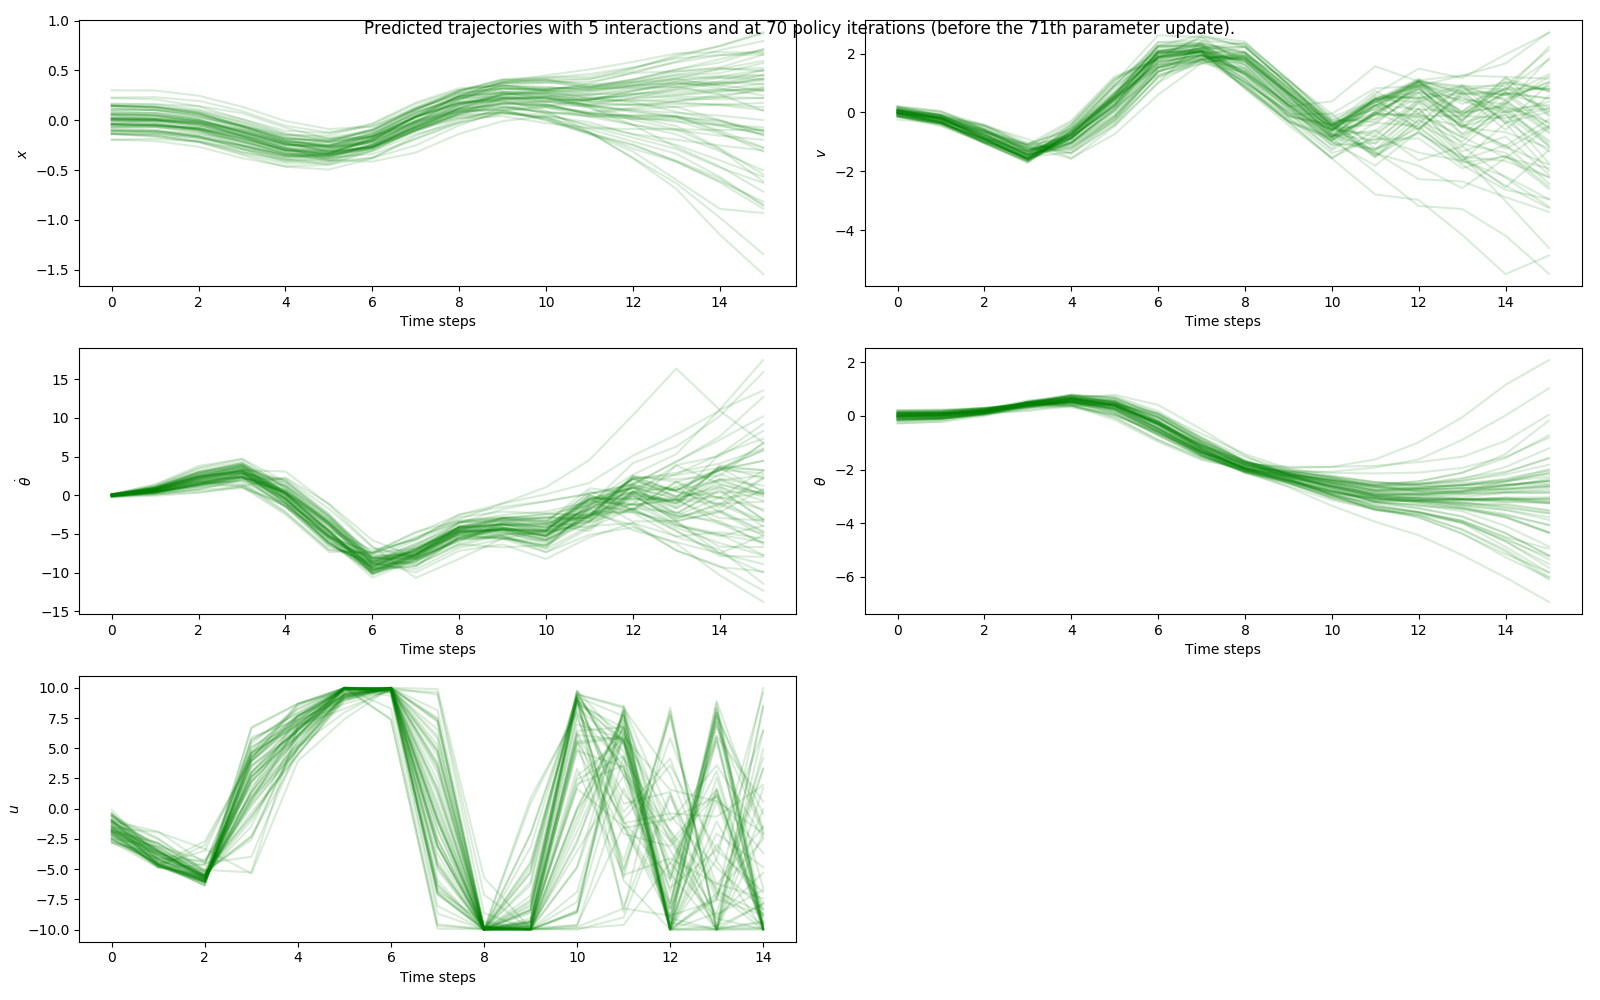 Predicted trajectories with 5 interactions and at 70 policy iterations (before the 71th parameter update).
1.0
0.5
0.0
−0.5
−1.0
−1.5
x
0 2 4 6 8 10 12 14
Time steps
2
0
−2
−4
v
0 2 4 6 8 10 12 14
Time steps
15
10
5
0
−5
−10
−15
θ̇
0 2 4 6 8 10 12 14
Time steps
2
0
−2
−4
−6
θ
0 2 4 6 8 10 12 14
Time steps
10.0
7.5
5.0
2.5
0.0
−2.5
−5.0
−7.5
−10.0
u
0 2 4 6 8 10 12 14
Time steps